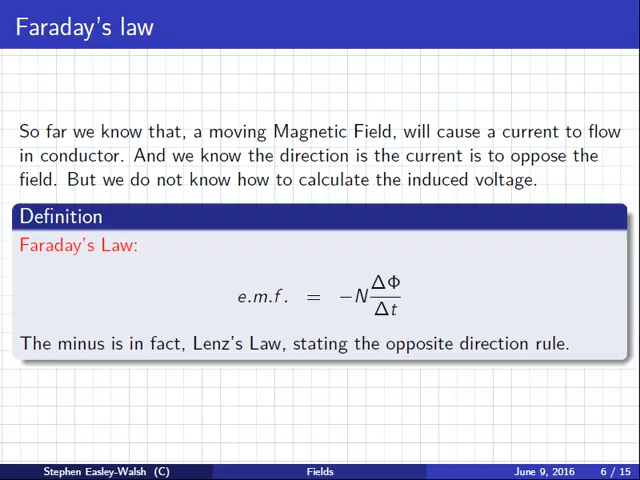 Faraday's law
So far we know that, a moving Magnetic Field, will cause a current to flow
in conductor. And we know the direction is the current is to oppose the
field. But we do not know how to calculate the induced voltage.
Definition
Faraday's Law:
e.m.f. = −N ΔΦ/Δt
The minus is in fact, Lenz's Law, stating the opposite direction rule.
Stephen Easley-Walsh (C) Fields June 9, 2016 6 / 15